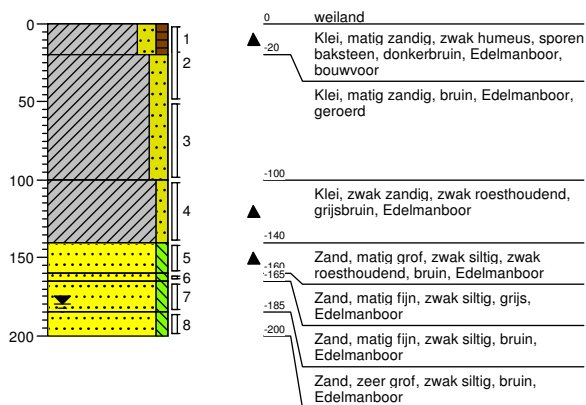 0
50
100
150
200
1
2
3
4
5
6
7
8
0 weiland
Klei, matig zandig, zwak humeus, sporen
baksteen, donkerbruin, Edelmanboor,
bouwvoor
-20
Klei, matig zandig, bruin, Edelmanboor,
geroerd
-100
Klei, zwak zandig, zwak roesthoudend,
grijsbruin, Edelmanboor
-140
Zand, matig grof, zwak siltig, zwak
roesthoudend, bruin, Edelmanboor
-160
-165
Zand, matig fijn, zwak siltig, grijs,
Edelmanboor
-185
Zand, matig fijn, zwak siltig, bruin,
Edelmanboor
-200
Zand, zeer grof, zwak siltig, bruin,
Edelmanboor